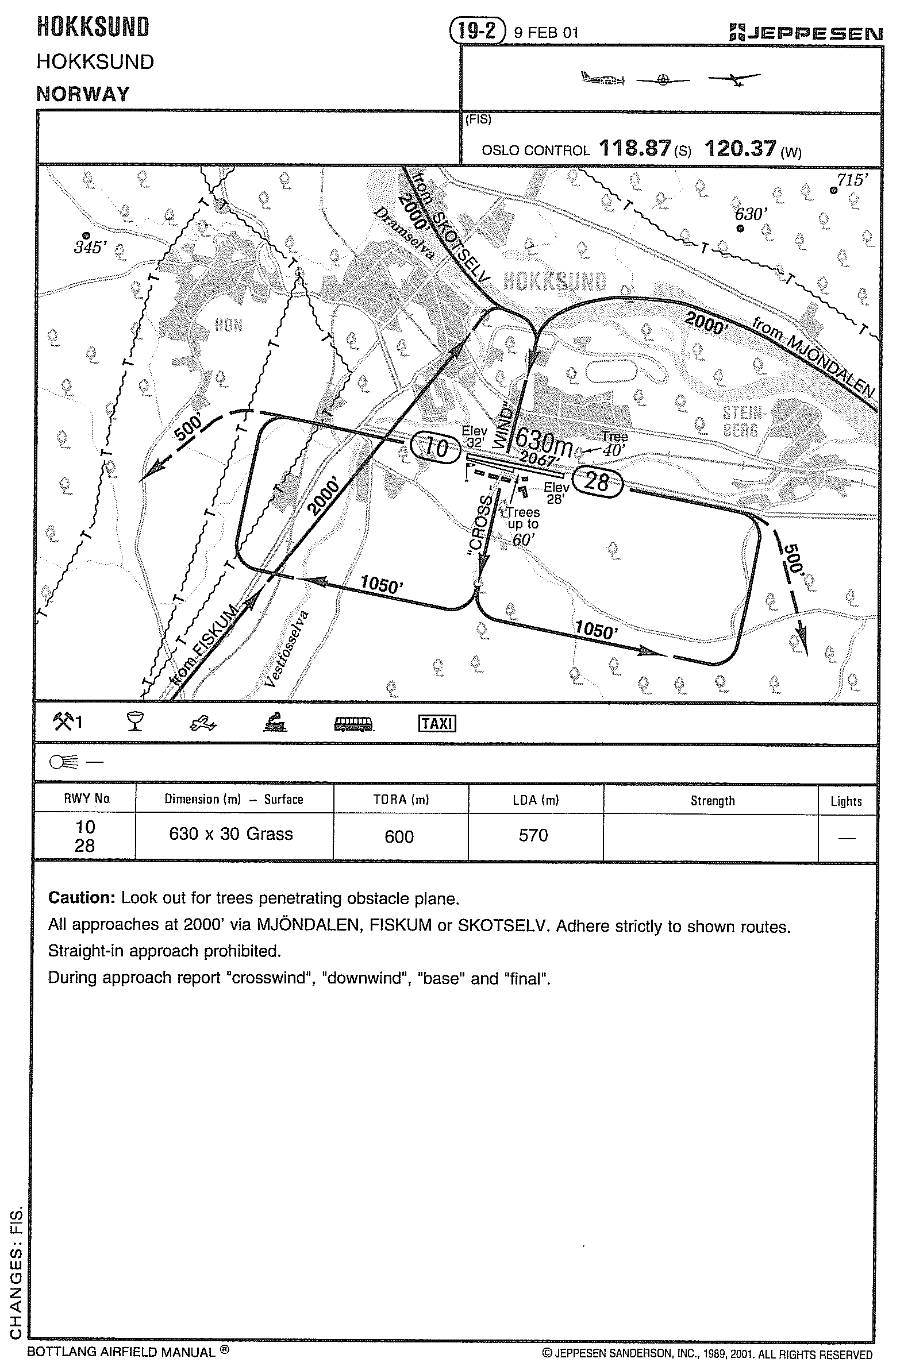 HOKKSUND
19-2 9 FEB 01
JEPPESEN
HOKKSUND
NORWAY
(FIS)
OSLO CONTROL 118.87 (S) 120.37 (W)
715'
630'
345'
from SKOTSELV
2000'
Dramselva
HOKKSUND
2000'
from MJÖNDALEN
STEIN-
BERG
500'
10
Elev
32'
"CROSS
WIND"
630m
2067'
Tree
40'
28
Elev
28'
Trees
up to
60'
2000'
500'
1050'
1050'
from FISKUM
Vestfosselva
1
TAXI
—
RWY No Dimension (m) – Surface TORA (m) LDA (m) Strength Lights
10
28
630 x 30 Grass 600 570 —
Caution: Look out for trees penetrating obstacle plane.
All approaches at 2000' via MJÖNDALEN, FISKUM or SKOTSELV. Adhere strictly to shown routes.
Straight-in approach prohibited.
During approach report "crosswind", "downwind", "base" and "final".
CHANGES: FIS.
BOTTLANG AIRFIELD MANUAL ®
© JEPPESEN SANDERSON, INC., 1989, 2001. ALL RIGHTS RESERVED